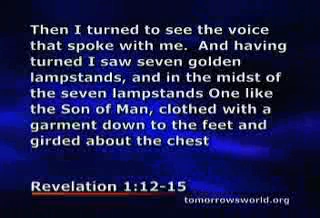 Then I turned to see the voice
that spoke with me.  And having
turned I saw seven golden
lampstands, and in the midst of
the seven lampstands One like
the Son of Man, clothed with a
garment down to the feet and
girded about the chest
Revelation 1:12-15
tomorrowsworld.org